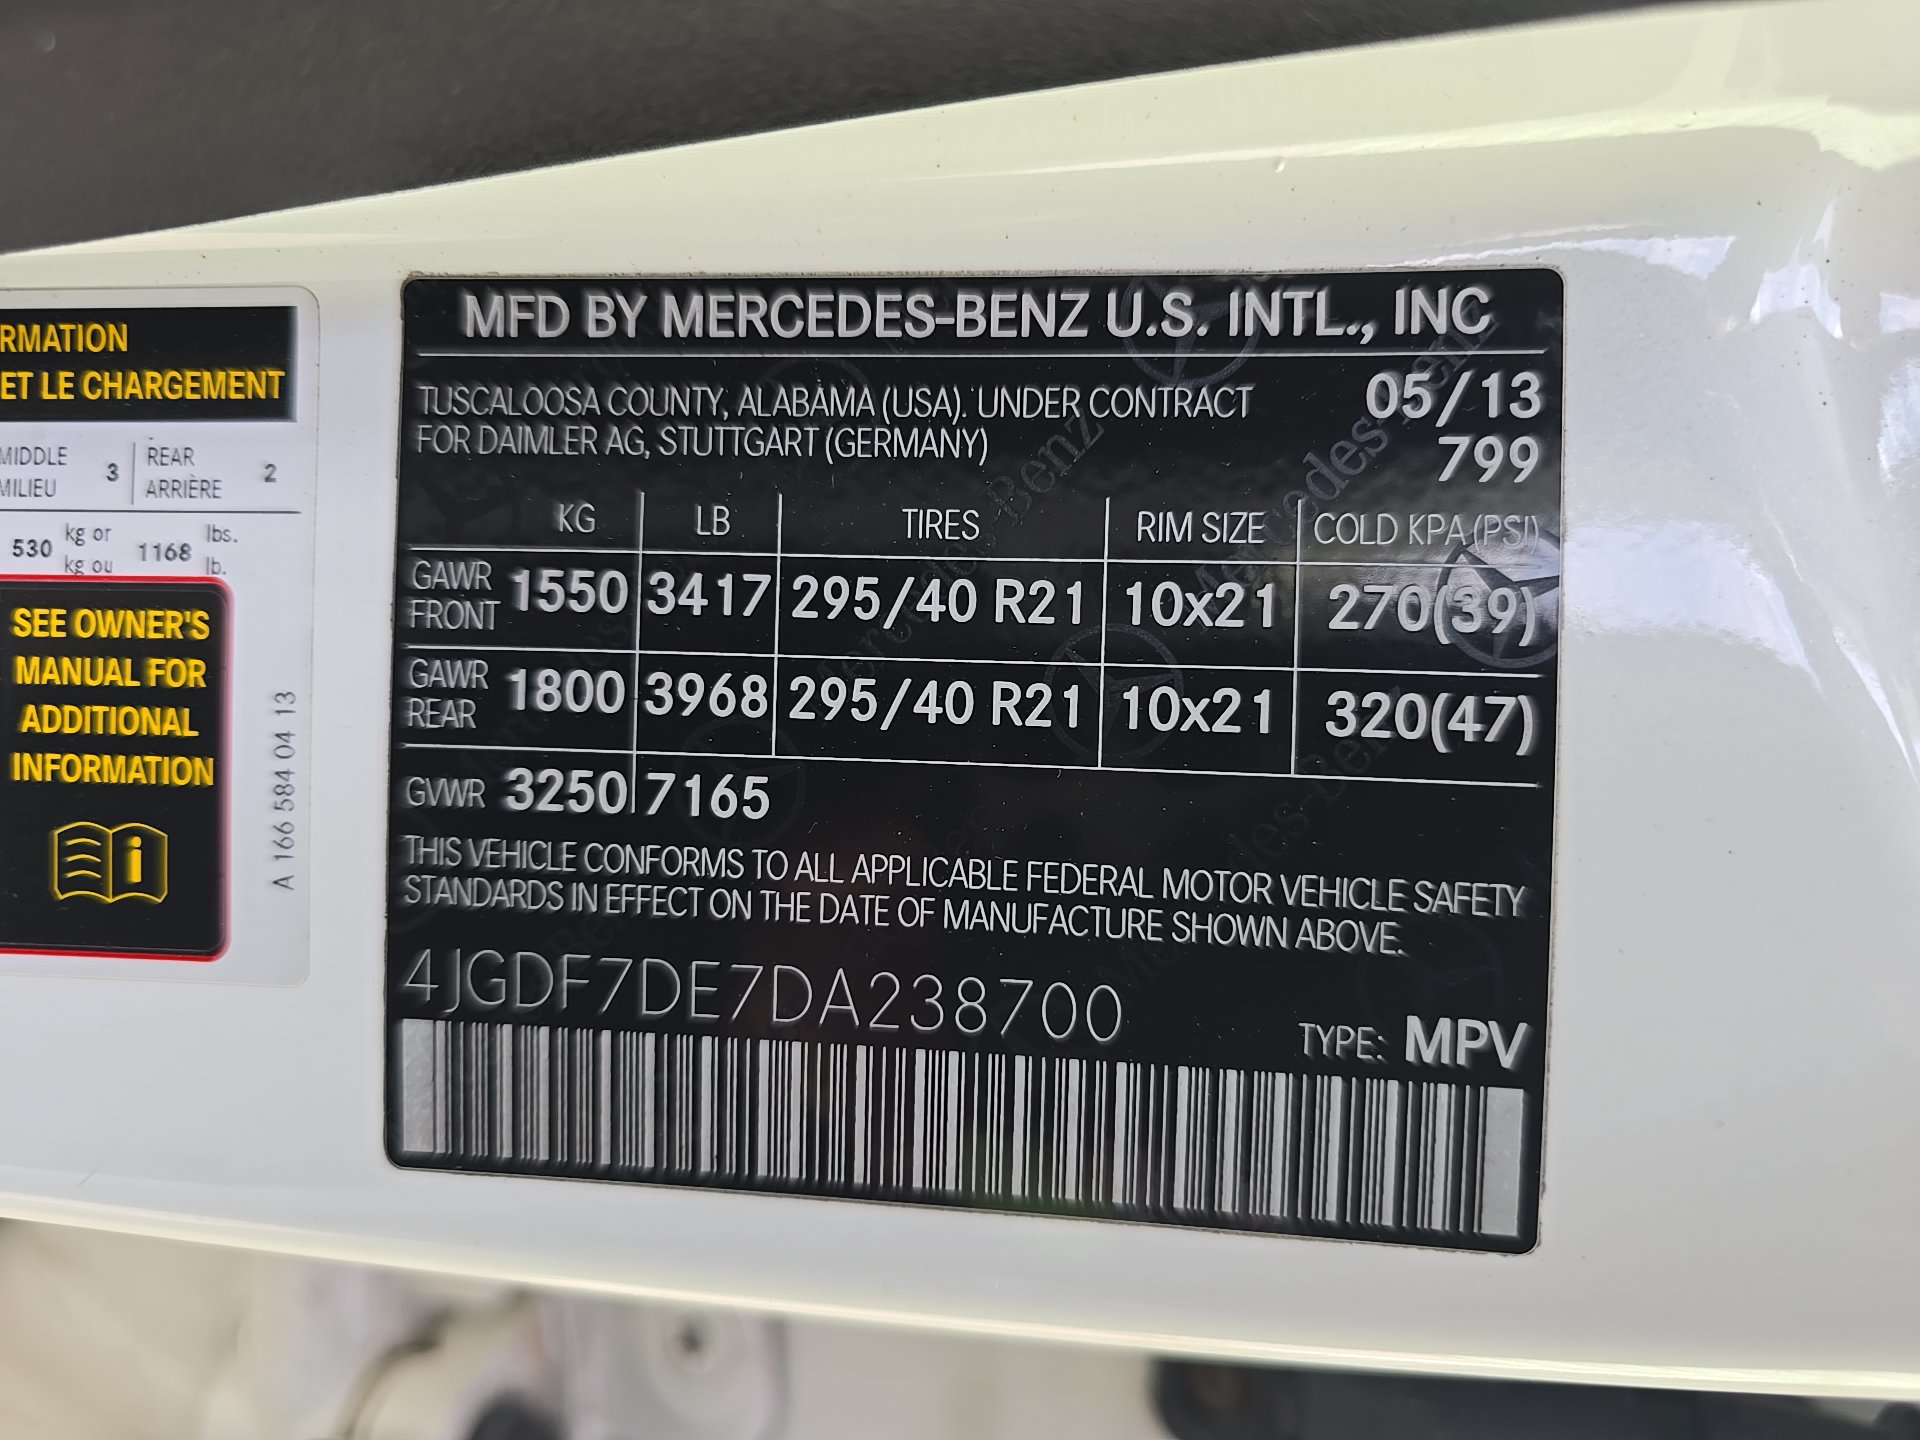 RMATION
ET LE CHARGEMENT
MIDDLE 3 REAR 2
MILIEU ARRIÈRE
530 kg or 1168 lbs.
kg ou lb.
SEE OWNER'S
MANUAL FOR
ADDITIONAL
INFORMATION
A 166 584 04 13
MFD BY MERCEDES-BENZ U.S. INTL., INC
TUSCALOOSA COUNTY, ALABAMA (USA). UNDER CONTRACT 05/13
FOR DAIMLER AG, STUTTGART (GERMANY) 799
KG LB TIRES RIM SIZE COLD KPA (PSI)
GAWR FRONT 1550 3417 295/40 R21 10x21 270(39)
GAWR REAR 1800 3968 295/40 R21 10x21 320(47)
GVWR 3250 7165
THIS VEHICLE CONFORMS TO ALL APPLICABLE FEDERAL MOTOR VEHICLE SAFETY
STANDARDS IN EFFECT ON THE DATE OF MANUFACTURE SHOWN ABOVE.
4JGDF7DE7DA238700
TYPE: MPV